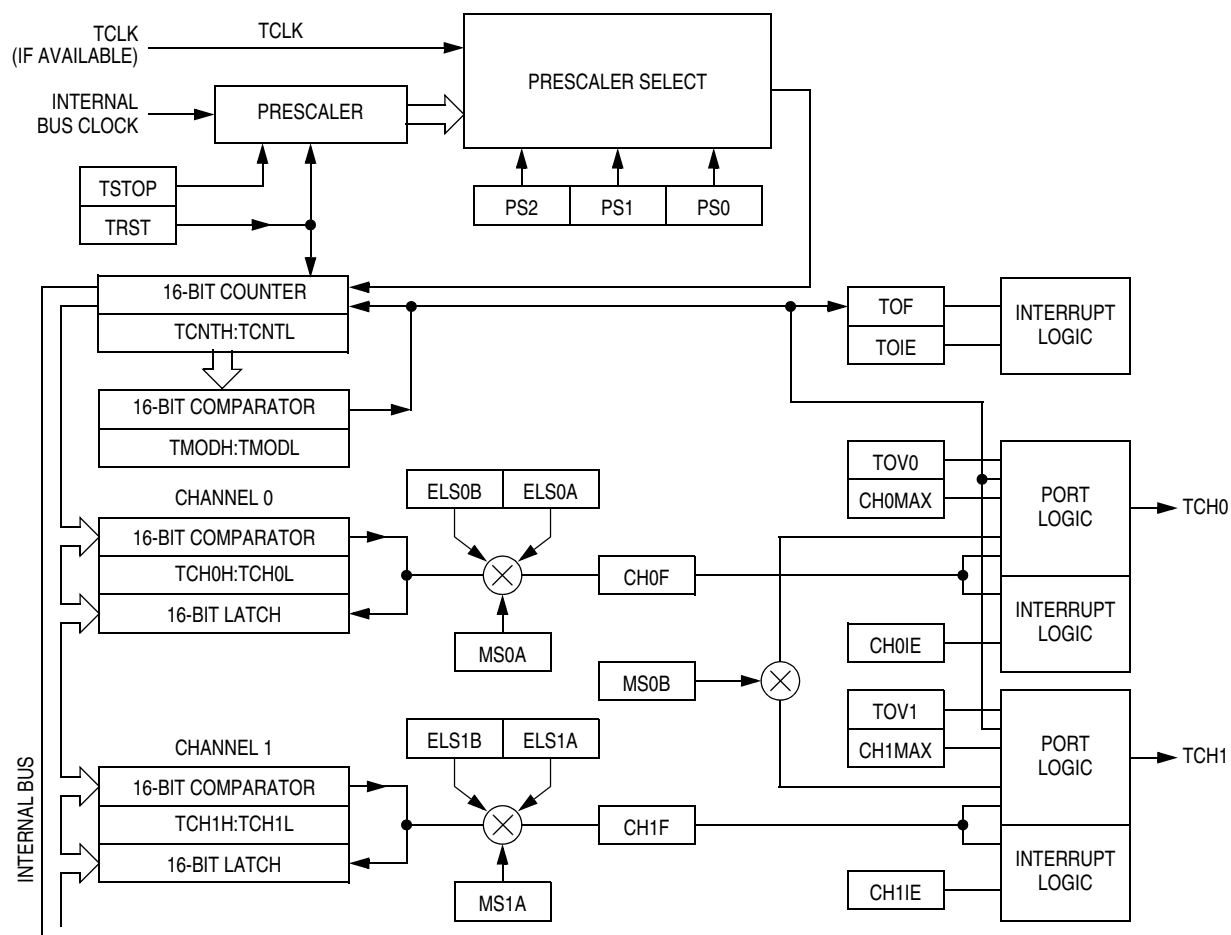 TCLK
(IF AVAILABLE)
TCLK
PRESCALER SELECT
INTERNAL
BUS CLOCK
PRESCALER
TSTOP
TRST
PS2
PS1
PS0
16-BIT COUNTER
TCNTH:TCNTL
TOF
TOIE
INTERRUPT
LOGIC
16-BIT COMPARATOR
TMODH:TMODL
CHANNEL 0
ELS0B
ELS0A
TOV0
CH0MAX
PORT
LOGIC
TCH0
16-BIT COMPARATOR
TCH0H:TCH0L
16-BIT LATCH
CH0F
MS0A
INTERRUPT
LOGIC
CH0IE
MS0B
CHANNEL 1
ELS1B
ELS1A
TOV1
CH1MAX
PORT
LOGIC
TCH1
16-BIT COMPARATOR
TCH1H:TCH1L
16-BIT LATCH
CH1F
MS1A
INTERRUPT
LOGIC
CH1IE
INTERNAL BUS